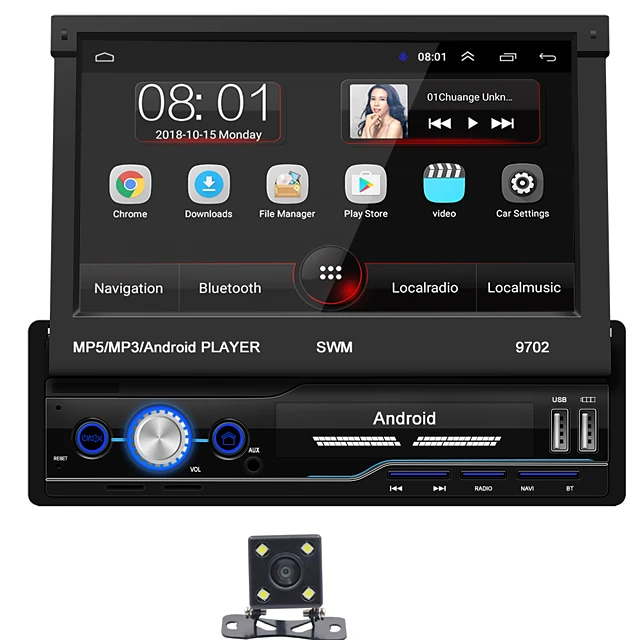 08:01
08: 01
2018-10-15 Monday
01Chuange Unkn...
Chrome
Downloads
File Manager
Play Store
video
Car Settings
Navigation
Bluetooth
Localradio
Localmusic
MP5/MP3/Android PLAYER SWM 9702
Android
USB
AUX
RESET
VOL
RADIO NAVI BT